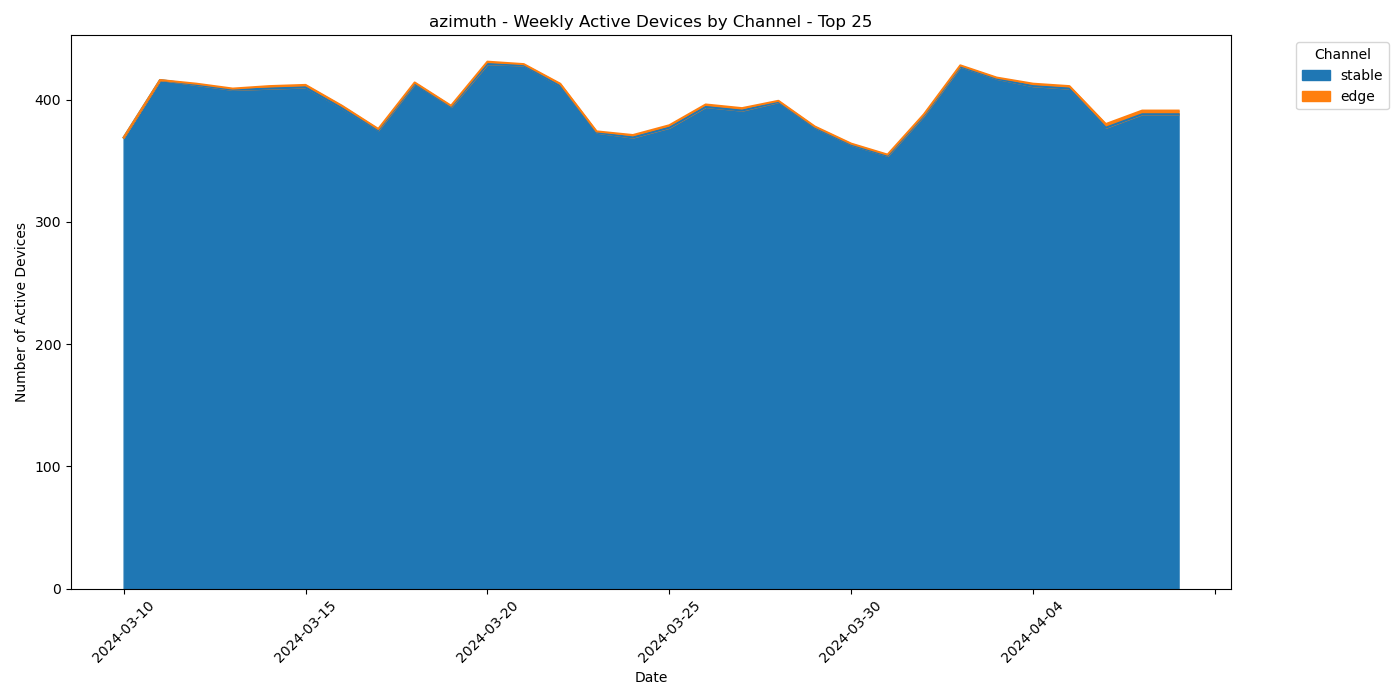 azimuth - Weekly Active Devices by Channel - Top 25
Channel
stable
edge
Number of Active Devices
400
300
200
100
0
2024-03-10
2024-03-15
2024-03-20
2024-03-25
2024-03-30
2024-04-04
Date